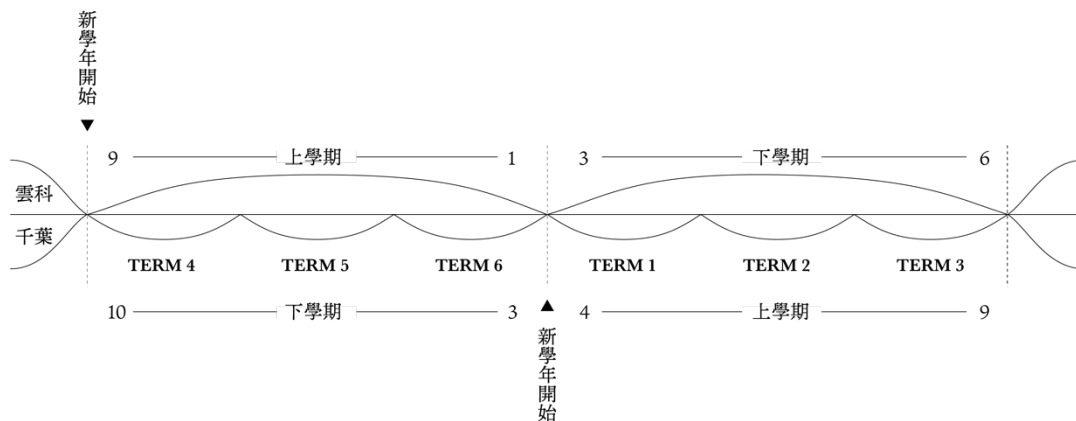 新學年開始
9 上學期 1
3 下學期 6
雲科
千葉
TERM 4 TERM 5 TERM 6 TERM 1 TERM 2 TERM 3
10 下學期 3
4 上學期 9
新學年開始